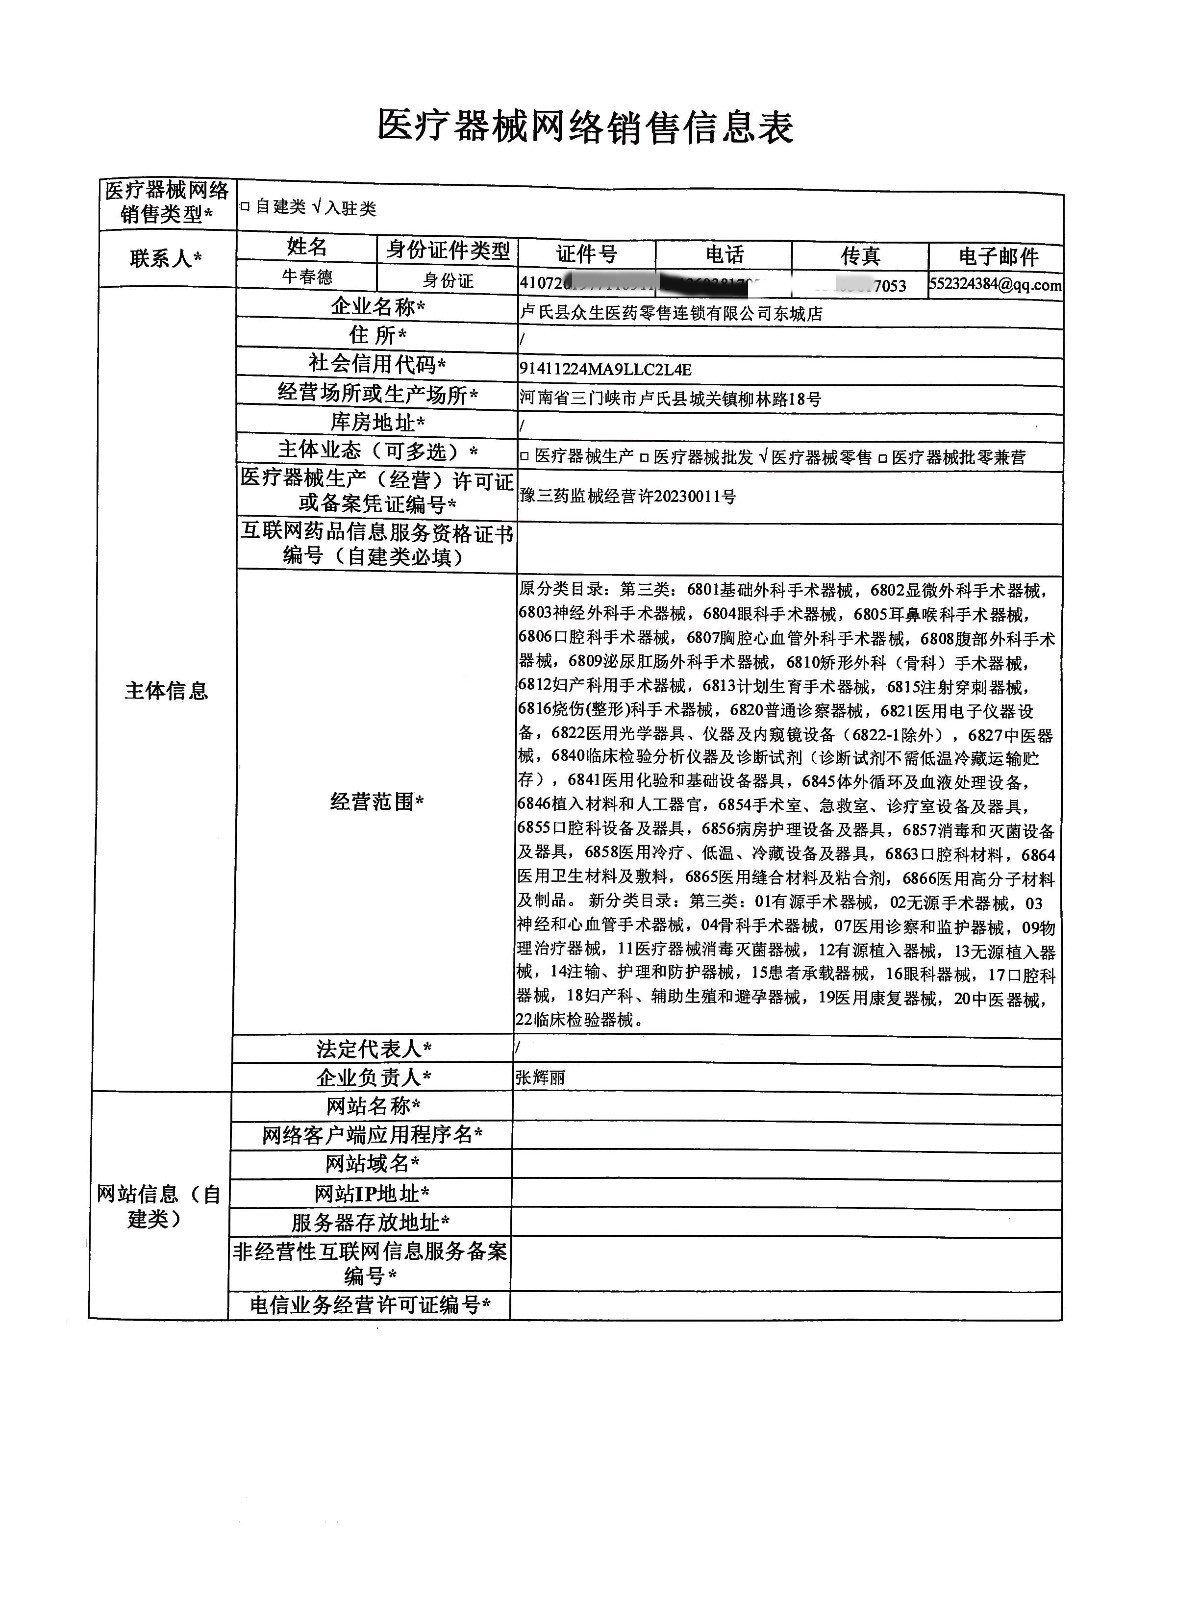 医疗器械网络销售信息表
医疗器械网络
销售类型*
□ 自建类 √入驻类
联系人*
姓名 身份证件类型 证件号 电话 传真 电子邮件
牛春德 身份证 410726 7053 552324384@qq.com
主体信息
企业名称* 卢氏县众生医药零售连锁有限公司东城店
住 所* /
社会信用代码* 91411224MA9LLC2L4E
经营场所或生产场所* 河南省三门峡市卢氏县城关镇柳林路18号
库房地址* /
主体业态（可多选）* □ 医疗器械生产 □ 医疗器械批发 √医疗器械零售 □ 医疗器械批零兼营
医疗器械生产（经营）许可证
或备案凭证编号*
豫三药监械经营许20230011号
互联网药品信息服务资格证书
编号（自建类必填）
经营范围*
原分类目录：第三类：6801基础外科手术器械，6802显微外科手术器械，
6803神经外科手术器械，6804眼科手术器械，6805耳鼻喉科手术器械，
6806口腔科手术器械，6807胸腔心血管外科手术器械，6808腹部外科手术
器械，6809泌尿肛肠外科手术器械，6810矫形外科（骨科）手术器械，
6812妇产科用手术器械，6813计划生育手术器械，6815注射穿刺器械，
6816烧伤(整形)科手术器械，6820普通诊察器械，6821医用电子仪器设
备，6822医用光学器具、仪器及内窥镜设备（6822-1除外），6827中医器
械，6840临床检验分析仪器及诊断试剂（诊断试剂不需低温冷藏运输贮
存），6841医用化验和基础设备器具，6845体外循环及血液处理设备，
6846植入材料和人工器官，6854手术室、急救室、诊疗室设备及器具，
6855口腔科设备及器具，6856病房护理设备及器具，6857消毒和灭菌设备
及器具，6858医用冷疗、低温、冷藏设备及器具，6863口腔科材料，6864
医用卫生材料及敷料，6865医用缝合材料及粘合剂，6866医用高分子材料
及制品。 新分类目录：第三类：01有源手术器械，02无源手术器械，03
神经和心血管手术器械，04骨科手术器械，07医用诊察和监护器械，09物
理治疗器械，11医疗器械消毒灭菌器械，12有源植入器械，13无源植入器
械，14注输、护理和防护器械，15患者承载器械，16眼科器械，17口腔科
器械，18妇产科、辅助生殖和避孕器械，19医用康复器械，20中医器械，
22临床检验器械。
法定代表人* /
企业负责人* 张辉丽
网站信息（自
建类）
网站名称*
网络客户端应用程序名*
网站域名*
网站IP地址*
服务器存放地址*
非经营性互联网信息服务备案
编号*
电信业务经营许可证编号*